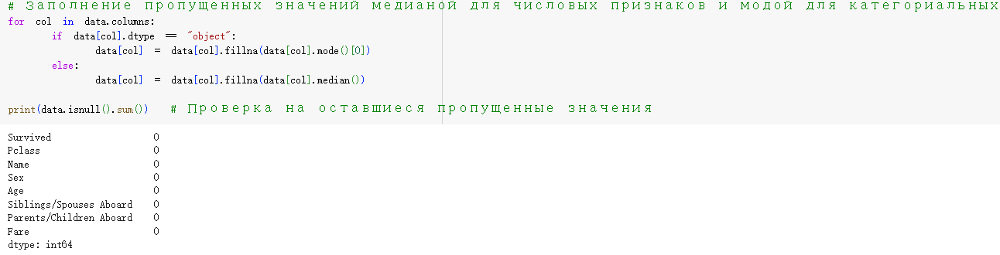 # Заполнение пропущенных значений медианой для числовых признаков и модой для категориальных
for col in data.columns:
    if data[col].dtype == "object":
        data[col] = data[col].fillna(data[col].mode()[0])
    else:
        data[col] = data[col].fillna(data[col].median())
print(data.isnull().sum())  # Проверка на оставшиеся пропущенные значения
Survived 0
Pclass 0
Name 0
Sex 0
Age 0
Siblings/Spouses Aboard 0
Parents/Children Aboard 0
Fare 0
dtype: int64